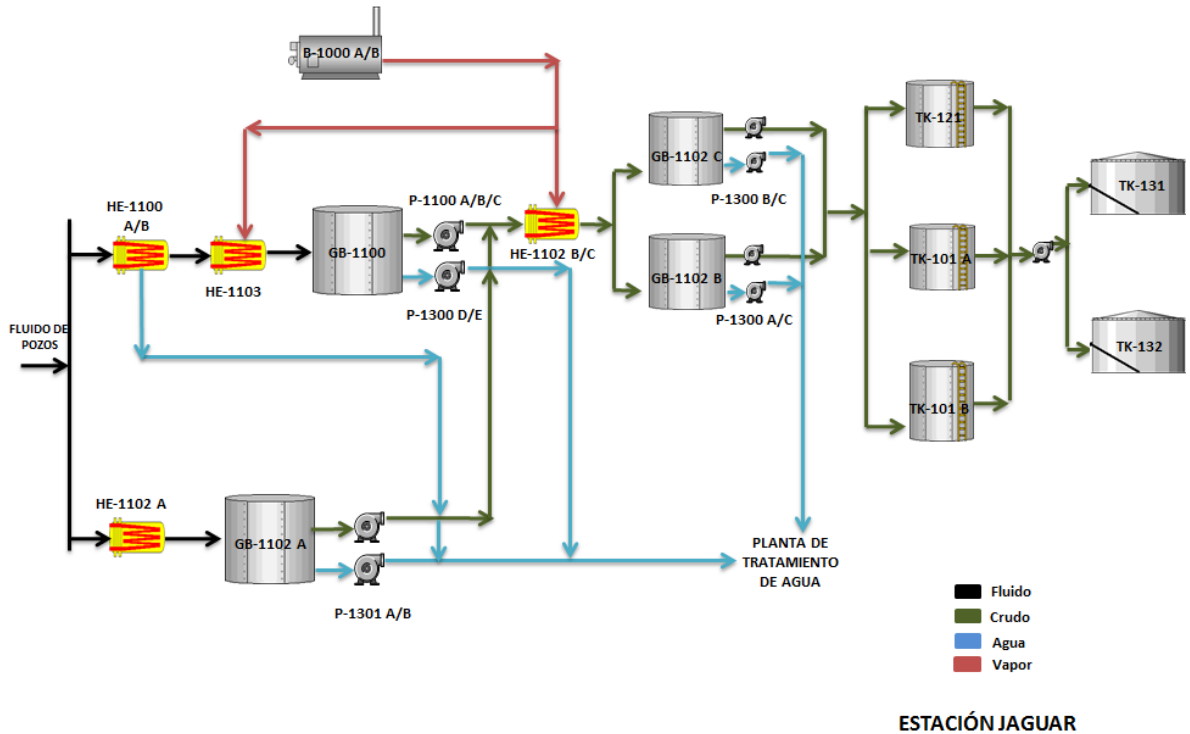 B-1000 A/B
HE-1100
A/B
HE-1103
GB-1100
P-1100 A/B/C
P-1300 D/E
HE-1102 B/C
GB-1102 C
P-1300 B/C
GB-1102 B
P-1300 A/C
TK-121
TK-101 A
TK-101 B
TK-131
TK-132
FLUIDO DE
POZOS
HE-1102 A
GB-1102 A
P-1301 A/B
PLANTA DE
TRATAMIENTO
DE AGUA
Fluido
Crudo
Agua
Vapor
ESTACIÓN JAGUAR